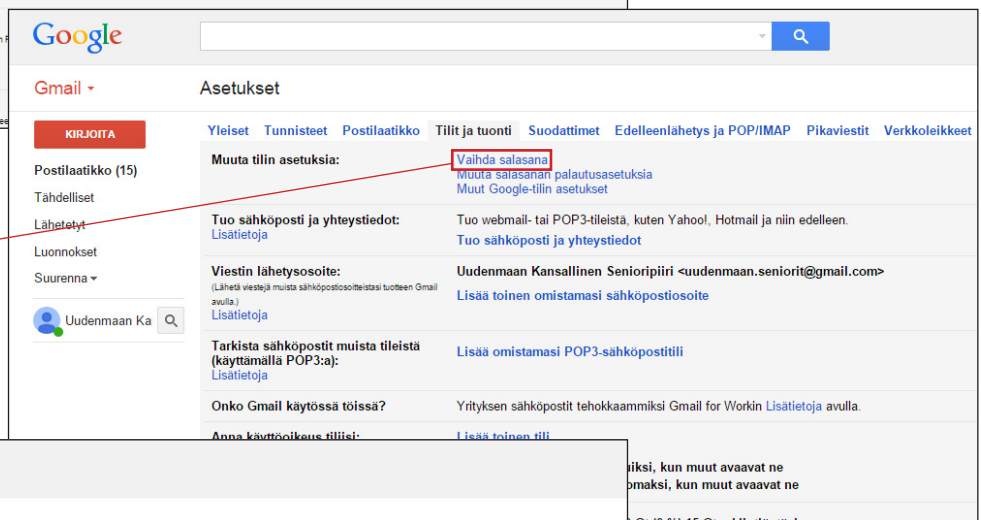 Google
Gmail
Asetukset
KIRJOITA
Postilaatikko (15)
Tähdelliset
Lähetetyt
Luonnokset
Suurenna
Uudenmaan Ka
Yleiset Tunnisteet Postilaatikko Tilit ja tuonti Suodattimet Edelleenlähetys ja POP/IMAP Pikaviestit Verkkoleikkeet
Muuta tilin asetuksia: Vaihda salasana
Muuta salasanan palautusasetuksia
Muut Google-tilin asetukset
Tuo sähköposti ja yhteystiedot: Tuo webmail- tai POP3-tileistä, kuten Yahoo!, Hotmail ja niin edelleen.
Lisätietoja Tuo sähköposti ja yhteystiedot
Viestin lähetysosoite: Uudenmaan Kansallinen Senioripiiri <uudenmaan.seniorit@gmail.com>
(Lähetä viestejä muista sähköpostiosoitteistasi tuotteen Gmail
avulla.) Lisää toinen omistamasi sähköpostiosoite
Lisätietoja
Tarkista sähköpostit muista tileistä
(käyttämällä POP3:a): Lisää omistamasi POP3-sähköpostitili
Lisätietoja
Onko Gmail käytössä töissä? Yrityksen sähköpostit tehokkaammiksi Gmail for Workin Lisätietoja avulla.
Anna käyttöoikeus tiliisi: Lisää toinen tili
kun muut avaavat ne
kun muut avaavat ne